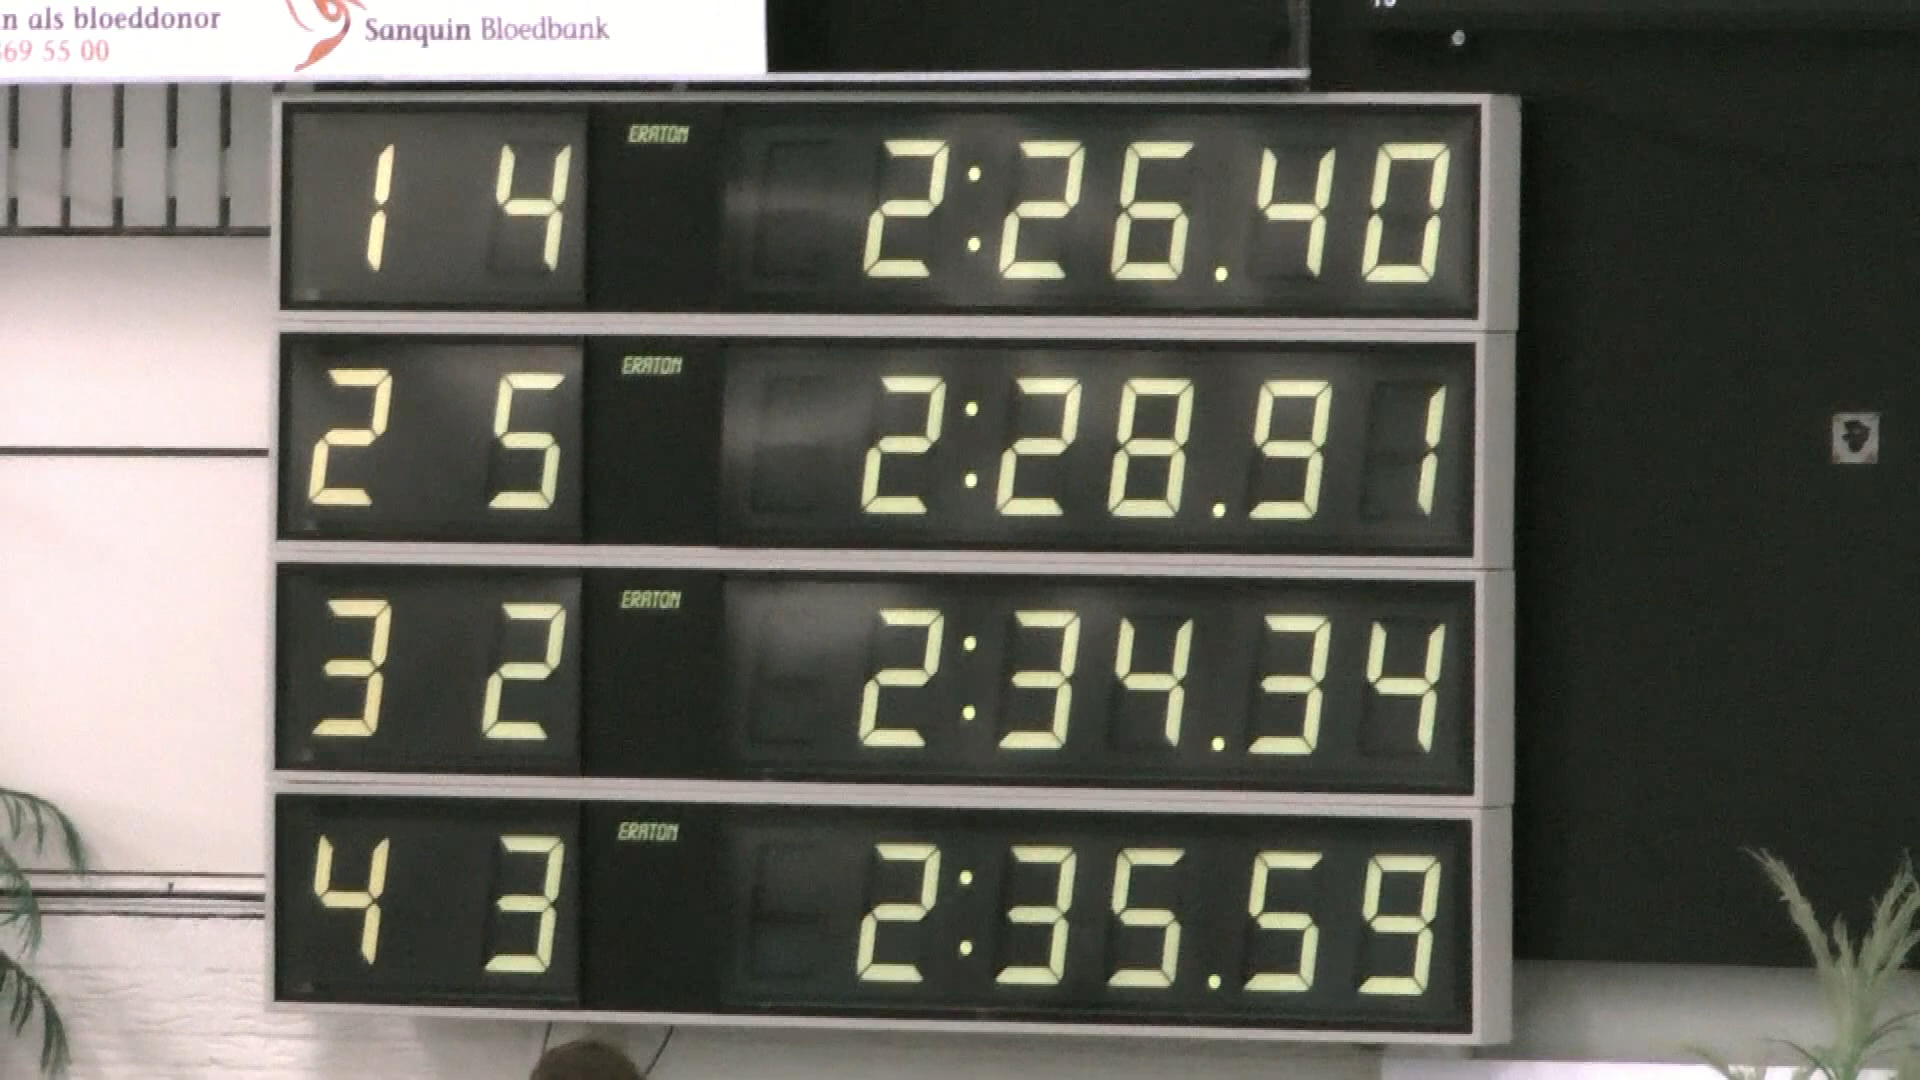 n als bloeddonor
69 55 00
Sanquin Bloedbank
1 4 ERATON 2:26.40
2 5 ERATON 2:28.91
3 2 ERATON 2:34.34
4 3 ERATON 2:35.59